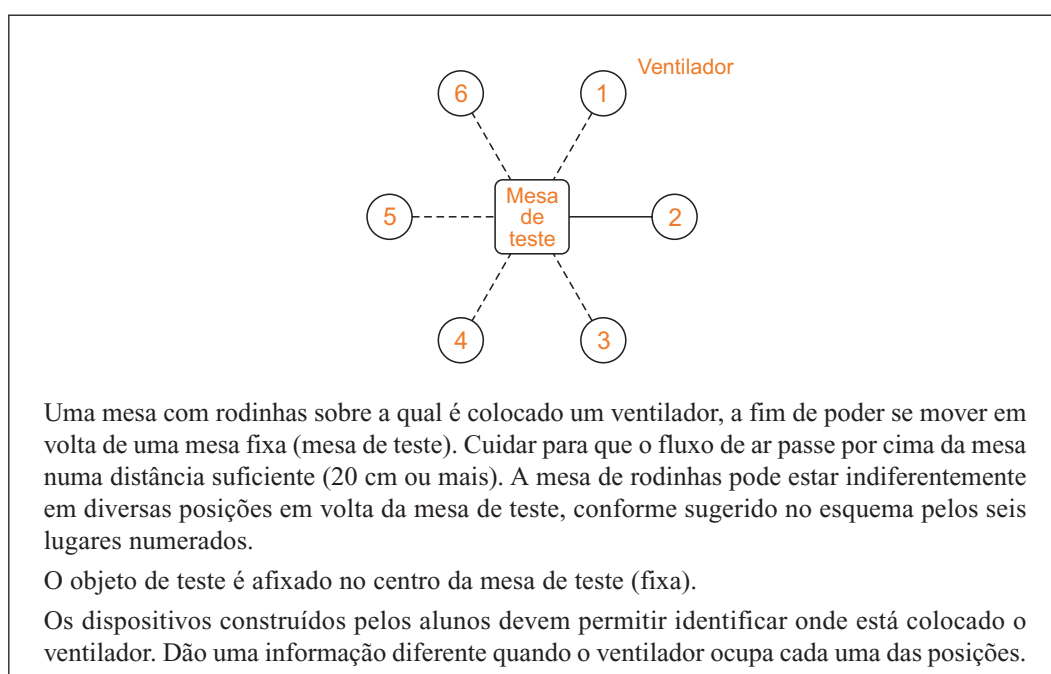 Ventilador
6
1
5
Mesa
de
teste
2
4
3
Uma mesa com rodinhas sobre a qual é colocado um ventilador, a fim de poder se mover em
volta de uma mesa fixa (mesa de teste). Cuidar para que o fluxo de ar passe por cima da mesa
numa distância suficiente (20 cm ou mais). A mesa de rodinhas pode estar indiferentemente
em diversas posições em volta da mesa de teste, conforme sugerido no esquema pelos seis
lugares numerados.
O objeto de teste é afixado no centro da mesa de teste (fixa).
Os dispositivos construídos pelos alunos devem permitir identificar onde está colocado o
ventilador. Dão uma informação diferente quando o ventilador ocupa cada uma das posições.